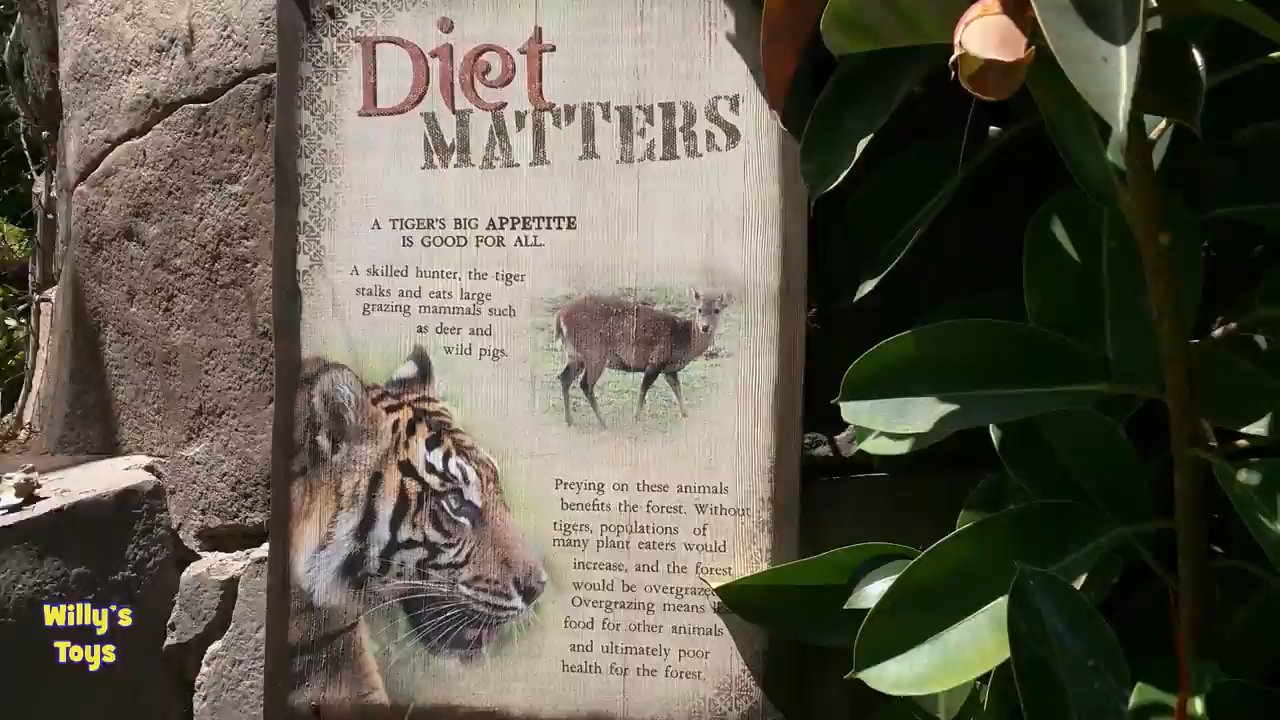 Diet
MATTERS
A TIGER'S BIG APPETITE
IS GOOD FOR ALL.
A skilled hunter, the tiger
stalks and eats large
grazing mammals such
as deer and
wild pigs.
Preying on these animals
benefits the forest. Without
tigers, populations of
many plant eaters would
increase, and the forest
would be overgrazed
Overgrazing means
food for other animals
and ultimately poor
health for the forest.
Willy's
Toys